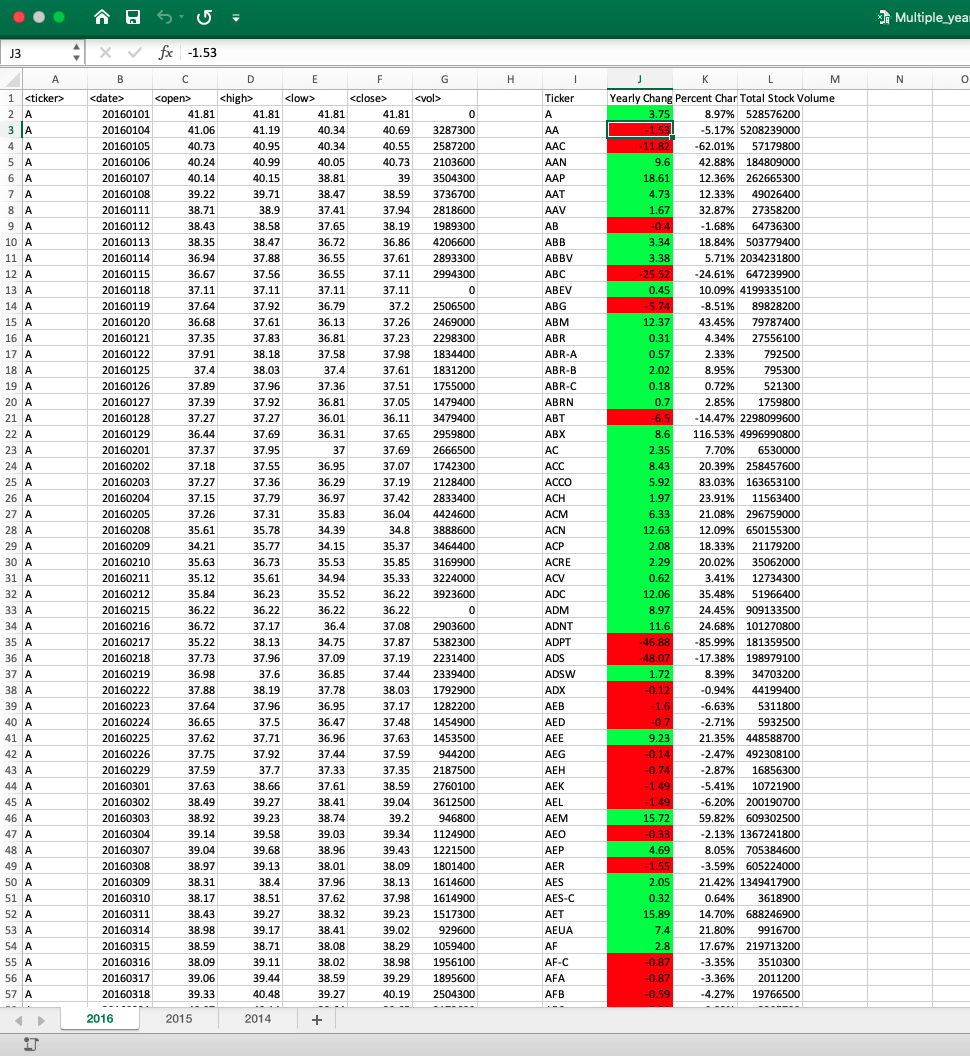 Multiple_yea
J3 fx -1.53
A B C D E F G H I J K L M N O
1 <ticker> <date> <open> <high> <low> <close> <vol> Ticker Yearly Chang Percent Char Total Stock Volume
2 A 20160101 41.81 41.81 41.81 41.81 0 A 3.75 8.97% 528576200
3 A 20160104 41.06 41.19 40.34 40.69 3287300 AA -1.53 -5.17% 5208239000
4 A 20160105 40.73 40.95 40.34 40.55 2587200 AAC -11.82 -62.01% 57179800
5 A 20160106 40.24 40.99 40.05 40.73 2103600 AAN 9.6 42.88% 184809000
6 A 20160107 40.14 40.15 38.81 39 3504300 AAP 18.61 12.36% 262665300
7 A 20160108 39.22 39.71 38.47 38.59 3736700 AAT 4.73 12.33% 49026400
8 A 20160111 38.71 38.9 37.41 37.94 2818600 AAV 1.67 32.87% 27358200
9 A 20160112 38.43 38.58 37.65 38.19 1989300 AB -0.4 -1.68% 64736300
10 A 20160113 38.35 38.47 36.72 36.86 4206600 ABB 3.34 18.84% 503779400
11 A 20160114 36.94 37.88 36.55 37.61 2893300 ABBV 3.38 5.71% 2034231800
12 A 20160115 36.67 37.56 36.55 37.11 2994300 ABC -25.52 -24.61% 647239900
13 A 20160118 37.11 37.11 37.11 37.11 0 ABEV 0.45 10.09% 4199335100
14 A 20160119 37.64 37.92 36.79 37.2 2506500 ABG -5.74 -8.51% 89828200
15 A 20160120 36.68 37.61 36.13 37.26 2469000 ABM 12.37 43.45% 79787400
16 A 20160121 37.35 37.83 36.81 37.23 2298300 ABR 0.31 4.34% 27556100
17 A 20160122 37.91 38.18 37.58 37.98 1834400 ABR-A 0.57 2.33% 792500
18 A 20160125 37.4 38.03 37.4 37.61 1831200 ABR-B 2.02 8.95% 795300
19 A 20160126 37.89 37.96 37.36 37.51 1755000 ABR-C 0.18 0.72% 521300
20 A 20160127 37.39 37.92 36.81 37.05 1479400 ABRN 0.7 2.85% 1759800
21 A 20160128 37.27 37.27 36.01 36.11 3479400 ABT -6.5 -14.47% 2298099600
22 A 20160129 36.44 37.69 36.31 37.65 2959800 ABX 8.6 116.53% 4996990800
23 A 20160201 37.37 37.95 37 37.69 2666500 AC 2.35 7.70% 6530000
24 A 20160202 37.18 37.55 36.95 37.07 1742300 ACC 8.43 20.39% 258457600
25 A 20160203 37.27 37.36 36.29 37.19 2128400 ACCO 5.92 83.03% 163653100
26 A 20160204 37.15 37.79 36.97 37.42 2833400 ACH 1.97 23.91% 11563400
27 A 20160205 37.26 37.31 35.83 36.04 4424600 ACM 6.33 21.08% 296759000
28 A 20160208 35.61 35.78 34.39 34.8 3888600 ACN 12.63 12.09% 650155300
29 A 20160209 34.21 35.77 34.15 35.37 3464400 ACP 2.08 18.33% 21179200
30 A 20160210 35.63 36.73 35.53 35.85 3169900 ACRE 2.29 20.02% 35062000
31 A 20160211 35.12 35.61 34.94 35.33 3224000 ACV 0.62 3.41% 12734300
32 A 20160212 35.84 36.23 35.52 36.22 3923600 ADC 12.06 35.48% 51966400
33 A 20160215 36.22 36.22 36.22 36.22 0 ADM 8.97 24.45% 909133500
34 A 20160216 36.72 37.17 36.4 37.08 2903600 ADNT 11.6 24.68% 101270800
35 A 20160217 35.22 38.13 34.75 37.87 5382300 ADPT -46.88 -85.99% 181359500
36 A 20160218 37.73 37.96 37.09 37.19 2231400 ADS -48.07 -17.38% 198979100
37 A 20160219 36.98 37.6 36.85 37.44 2339400 ADSW 1.72 8.39% 34703200
38 A 20160222 37.88 38.19 37.78 38.03 1792900 ADX -0.12 -0.94% 44199400
39 A 20160223 37.64 37.96 36.95 37.17 1282200 AEB -1.6 -6.63% 5311800
40 A 20160224 36.65 37.5 36.47 37.48 1454900 AED -0.7 -2.71% 5932500
41 A 20160225 37.62 37.71 36.96 37.63 1453500 AEE 9.23 21.35% 448588700
42 A 20160226 37.75 37.92 37.44 37.59 944200 AEG -0.14 -2.47% 492308100
43 A 20160229 37.59 37.7 37.33 37.35 2187500 AEH -0.74 -2.87% 16856300
44 A 20160301 37.63 38.66 37.61 38.59 2760100 AEK -1.49 -5.41% 10721900
45 A 20160302 38.49 39.27 38.41 39.04 3612500 AEL -1.49 -6.20% 200190700
46 A 20160303 38.92 39.23 38.74 39.2 946800 AEM 15.72 59.82% 609302500
47 A 20160304 39.14 39.58 39.03 39.34 1124900 AEO -0.33 -2.13% 1367241800
48 A 20160307 39.04 39.68 38.96 39.43 1221500 AEP 4.69 8.05% 705384600
49 A 20160308 38.97 39.13 38.01 38.09 1801400 AER -1.55 -3.59% 605224000
50 A 20160309 38.31 38.4 37.96 38.13 1614600 AES 2.05 21.42% 1349417900
51 A 20160310 38.17 38.51 37.62 37.98 1614900 AES-C 0.32 0.64% 3618900
52 A 20160311 38.43 39.27 38.32 39.23 1517300 AET 15.89 14.70% 688246900
53 A 20160314 38.98 39.17 38.41 39.02 929600 AEUA 7.4 21.80% 9916700
54 A 20160315 38.59 38.71 38.08 38.29 1059400 AF 2.8 17.67% 219713200
55 A 20160316 38.09 39.11 38.02 38.98 1956100 AF-C -0.87 -3.35% 3510300
56 A 20160317 39.06 39.44 38.59 39.29 1895600 AFA -0.87 -3.36% 2011200
57 A 20160318 39.33 40.48 39.27 40.19 2504300 AFB -0.59 -4.27% 19766500
2016 2015 2014 +